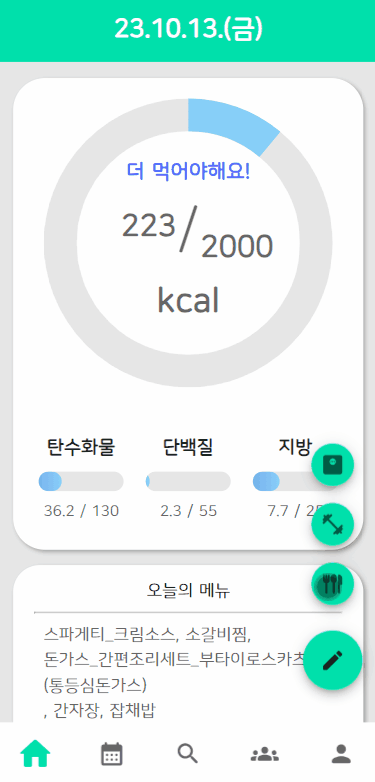 23.10.13.(금)
더 먹어야해요!
223/2000
kcal
탄수화물 단백질 지방
36.2 / 130 2.3 / 55 7.7 /
오늘의 메뉴
스파게티_크림소스, 소갈비찜,
돈가스_간편조리세트_부타이로스카츠
(통등심돈가스)
, 간자장, 잡채밥